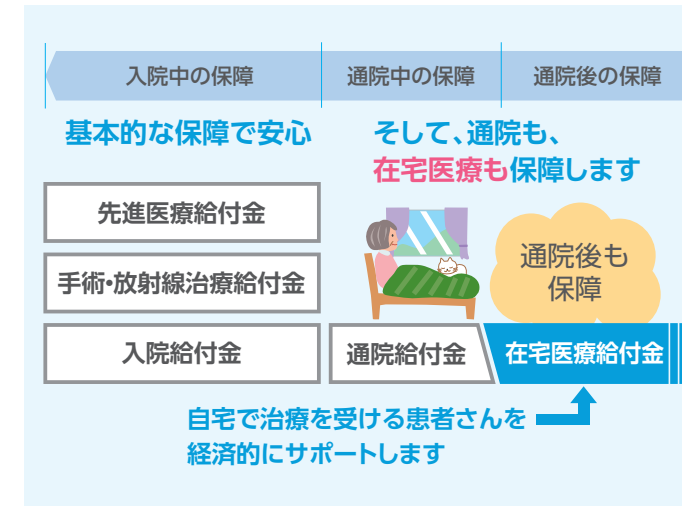 入院中の保障
通院中の保障
通院後の保障
基本的な保障で安心
そして、通院も、
在宅医療も保障します
先進医療給付金
手術・放射線治療給付金
入院給付金
通院後も
保障
通院給付金
在宅医療給付金
自宅で治療を受ける患者さんを
経済的にサポートします